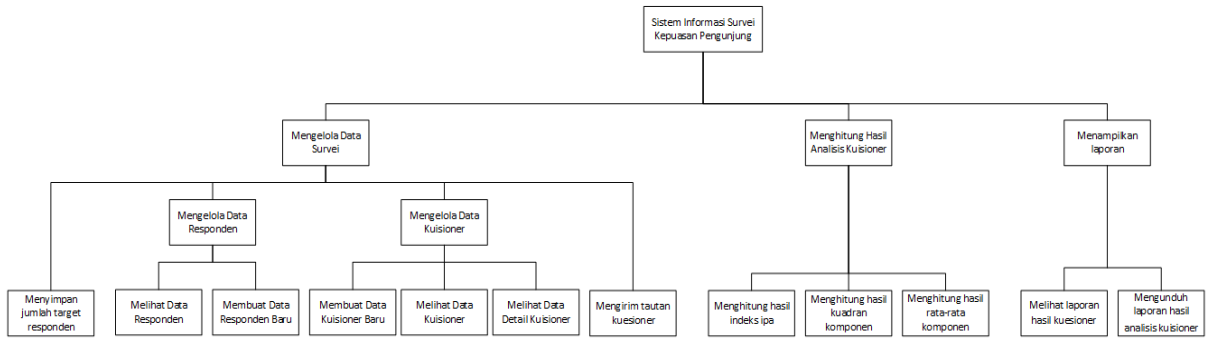 Sistem Informasi Survei
Kepuasan Pengunjung
Mengelola Data
Survei
Menghitung Hasil
Analisis Kuisioner
Menampilkan
laporan
Mengelola Data
Responden
Mengelola Data
Kuisioner
Menyimpan
jumlah target
responden
Melihat Data
Responden
Membuat Data
Responden Baru
Membuat Data
Kuisioner Baru
Melihat Data
Kuisioner
Melihat Data
Detail Kuisioner
Mengirim tautan
kuesioner
Menghitung hasil
indeks ipa
Menghitung hasil
kuadran
komponen
Menghitung hasil
rata-rata
komponen
Melihat laporan
hasil kuesioner
Mengunduh
laporan hasil
analisis kuisioner